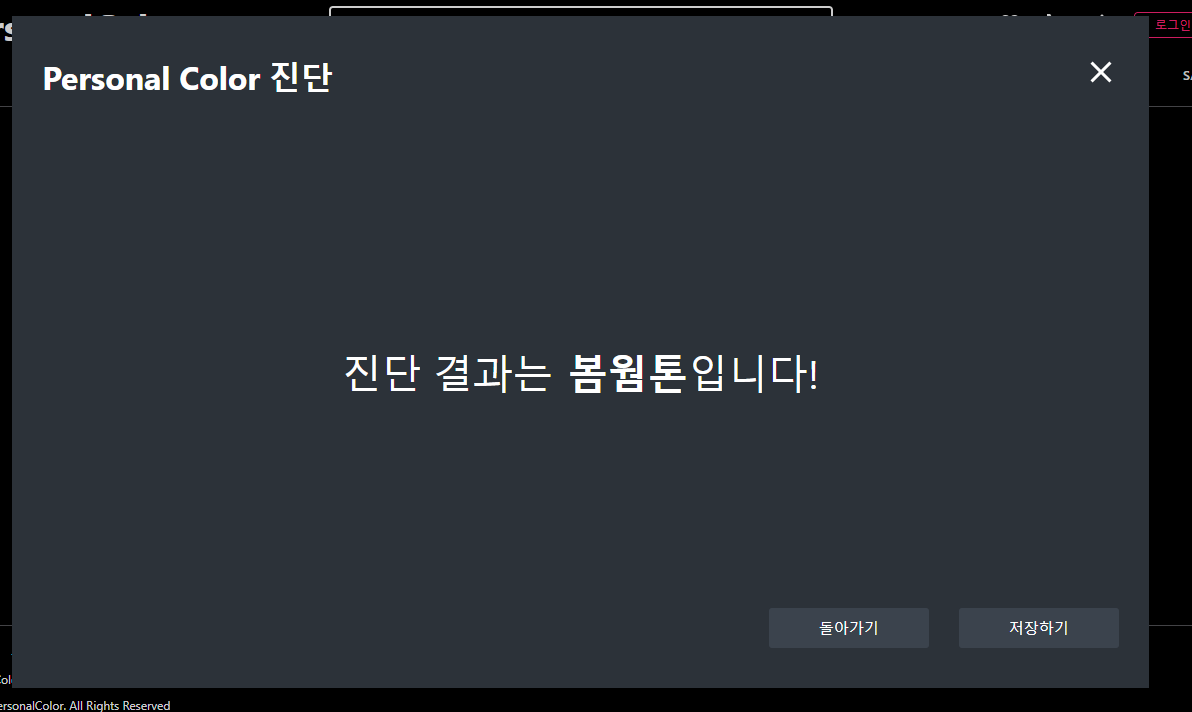 로그인
Personal Color 진단
진단 결과는 봄웜톤입니다!
돌아가기
저장하기
All Rights Reserved